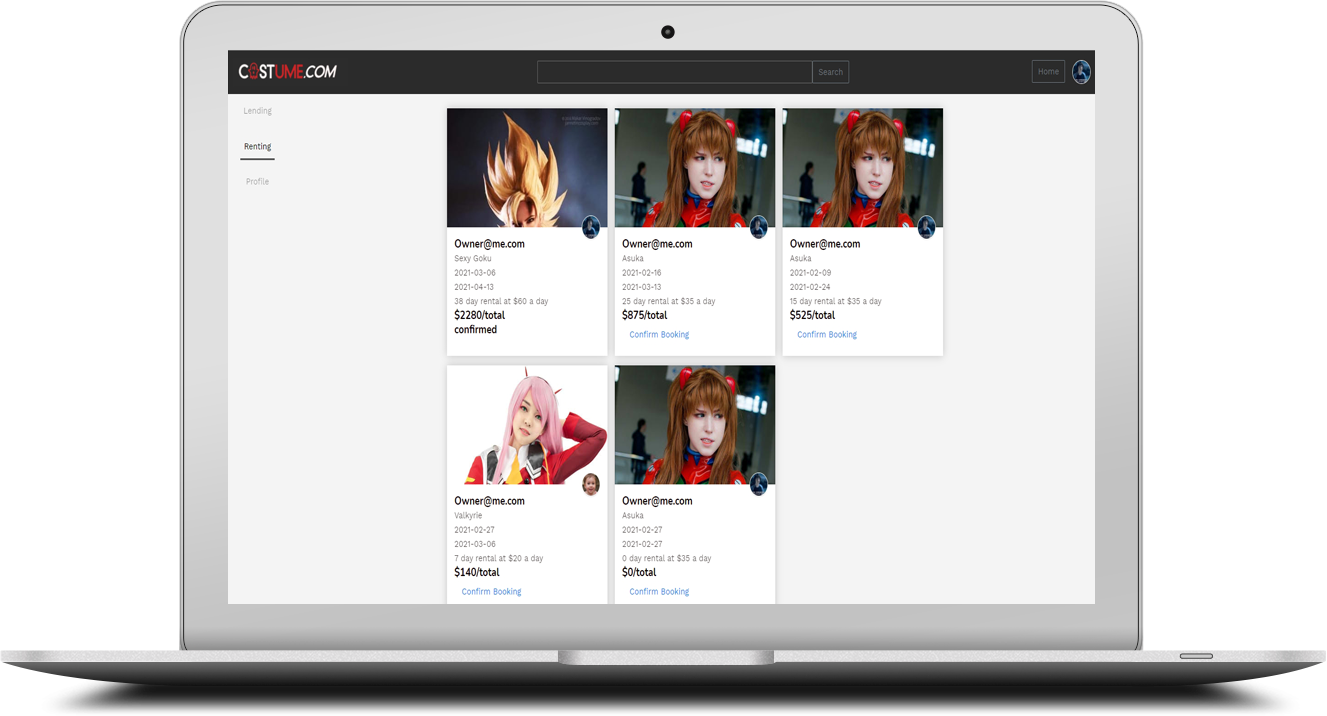 COSTUME.COM
Search
Home
Lending
Renting
Profile
Owner@me.com
Sexy Goku
2021-03-06
2021-04-13
38 day rental at $60 a day
$2280/total
confirmed
Owner@me.com
Asuka
2021-02-16
2021-03-13
25 day rental at $35 a day
$875/total
Confirm Booking
Owner@me.com
Asuka
2021-02-09
2021-02-24
15 day rental at $35 a day
$525/total
Confirm Booking
Owner@me.com
Valkyrie
2021-02-27
2021-03-06
7 day rental at $20 a day
$140/total
Confirm Booking
Owner@me.com
Asuka
2021-02-27
2021-02-27
0 day rental at $35 a day
$0/total
Confirm Booking